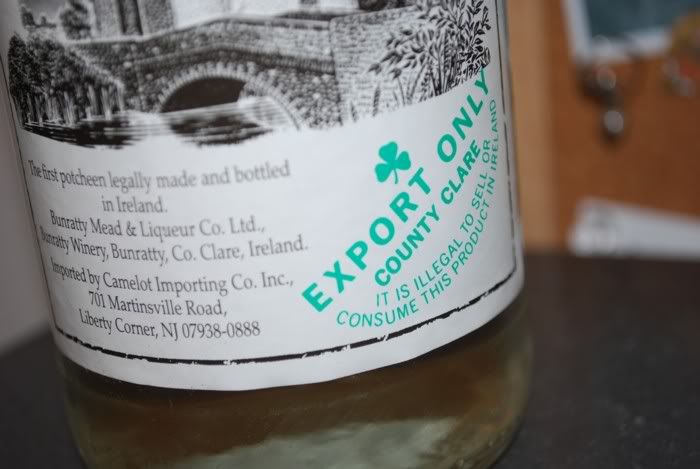 The first potcheen legally made and bottled
in Ireland.
Bunratty Mead & Liqueur Co. Ltd.,
Bunratty Winery, Bunratty, Co. Clare, Ireland.
Imported by Camelot Importing Co. Inc.,
701 Martinsville Road,
Liberty Corner, NJ 07938-0888
EXPORT ONLY
COUNTY CLARE
IT IS ILLEGAL TO SELL OR
CONSUME THIS PRODUCT IN IRELAND